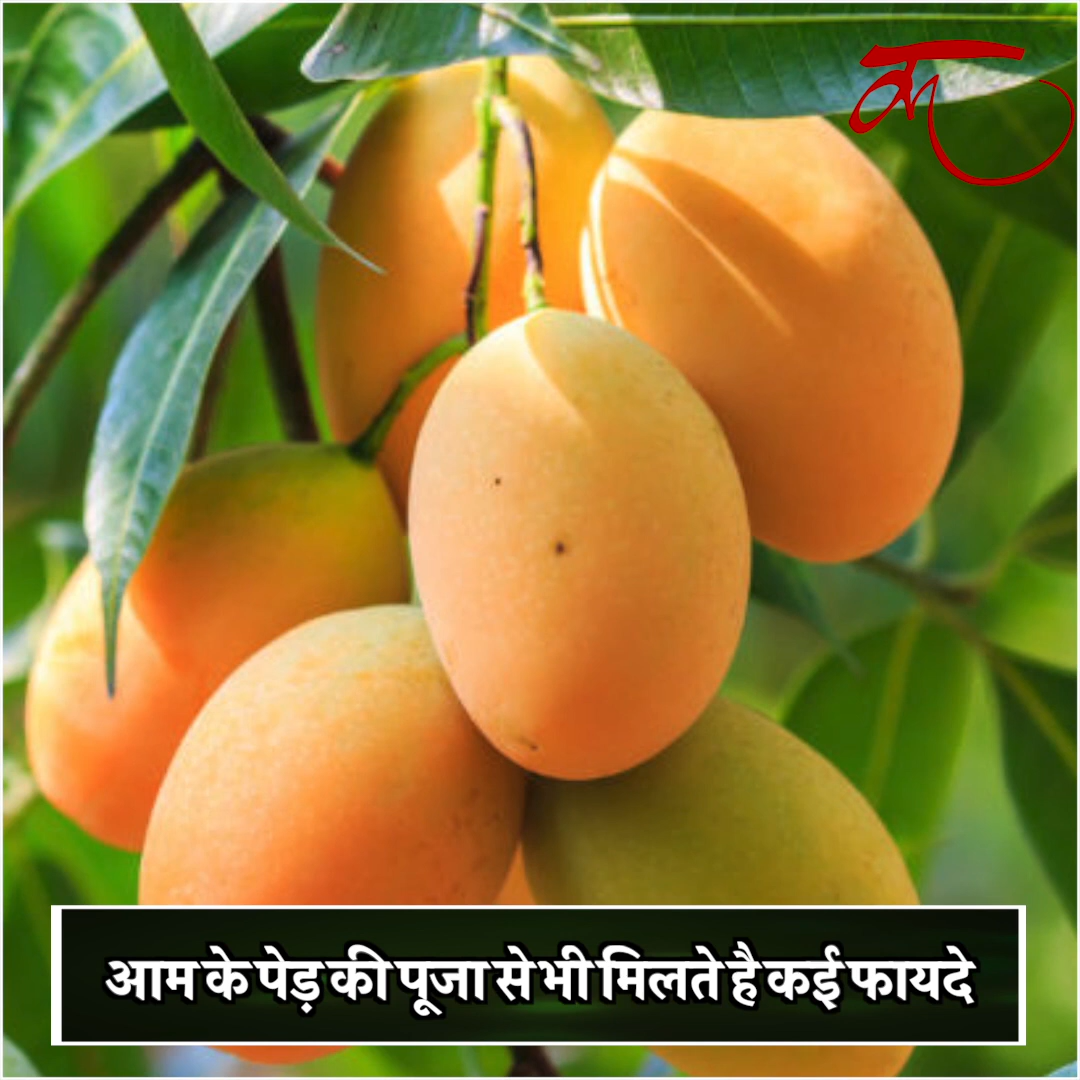 आम के पेड़ की पूजा से भी मिलते है कई फायदे